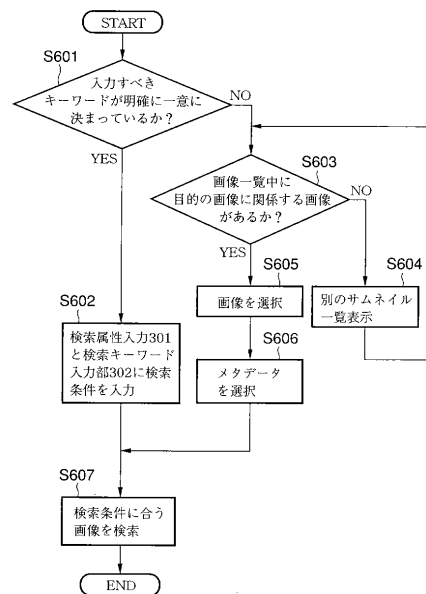 START
S601
入力すべき
キーワードが明確に一意に
決まっているか？
NO
YES
S603
画像一覧中に
目的の画像に関係する画像
があるか？
NO
YES
S605
画像を選択
S604
別のサムネイル
一覧表示
S602
検索属性入力301
と検索キーワード
入力部302に検索
条件を入力
S606
メタデータ
を選択
S607
検索条件に合う
画像を検索
END